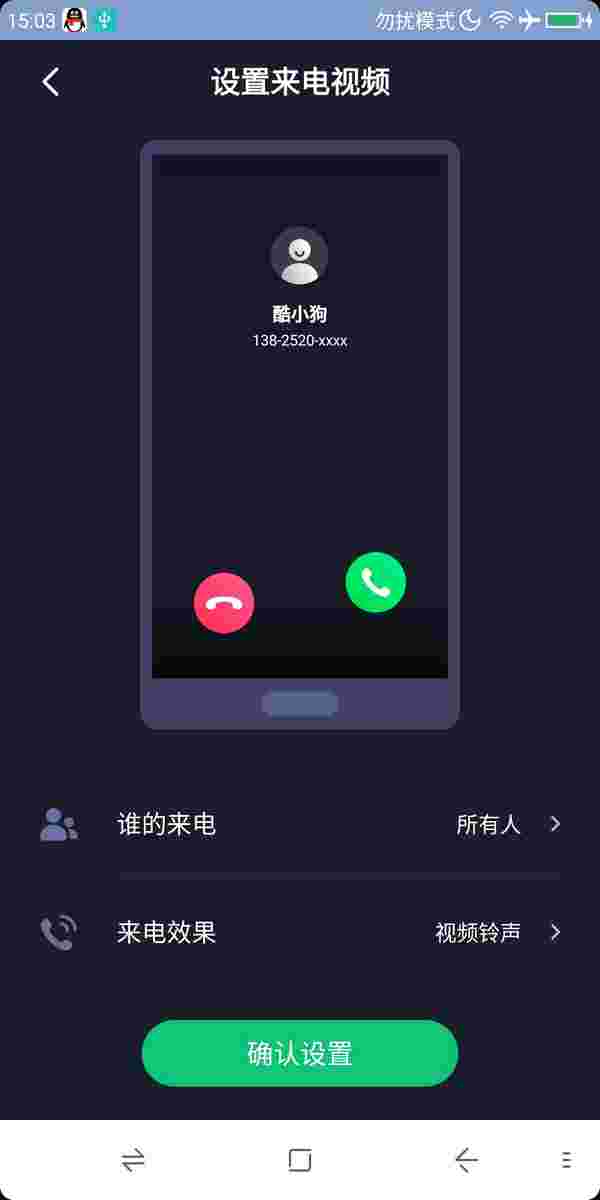 15:03 勿扰模式
设置来电视频
酷小狗
138-2520-xxxx
谁的来电 所有人
来电效果 视频铃声
确认设置